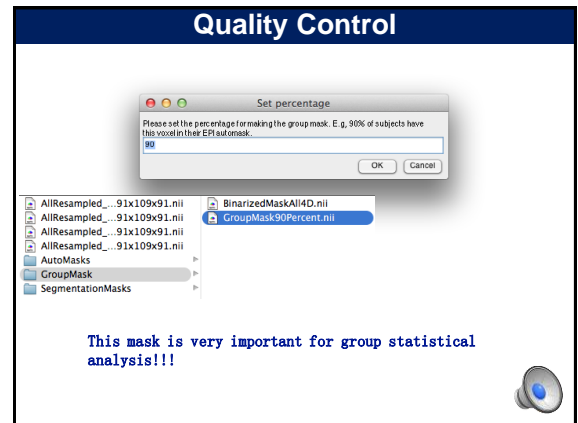 Quality Control
Set percentage
Please set the percentage for making the group mask. E.g, 90% of subjects have
this voxel in their EPI automask.
90
OK Cancel
AllResampled_...91x109x91.nii
AllResampled_...91x109x91.nii
AllResampled_...91x109x91.nii
AllResampled_...91x109x91.nii
AutoMasks
GroupMask
SegmentationMasks
BinarizedMaskAll4D.nii
GroupMask90Percent.nii
This mask is very important for group statistical
analysis!!!